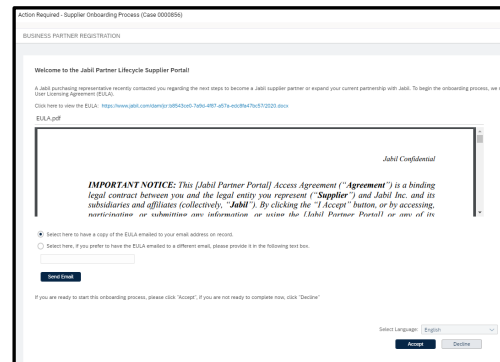 Action Required - Supplier Onboarding Process (Case 0000856)
BUSINESS PARTNER REGISTRATION
Welcome to the Jabil Partner Lifecycle Supplier Portal!
A Jabil purchasing representative recently contacted you regarding the next steps to become a Jabil supplier partner or expand your current partnership with Jabil. To begin the onboarding process, we
User Licensing Agreement (EULA).
Click here to view the EULA:
EULA.pdf
Jabil Confidential
IMPORTANT NOTICE: This [Jabil Partner Portal] Access Agreement (“Agreement”) is a binding
legal contract between you and the legal entity you represent (“Supplier”) and Jabil Inc. and its
subsidiaries and affiliates (collectively, “Jabil”). By clicking the "I Accept" button, or by accessing,
participating, or submitting any information, or using the [Jabil Partner Portal] or any of its
Select here to have a copy of the EULA emailed to your email address on record.
Select here, if you prefer to have the EULA emailed to a different email, please provide it in the following text box.
Send Email
If you are ready to start this onboarding process, please click "Accept", if you are not ready to complete now, click "Decline"
Select Language: English
Accept Decline